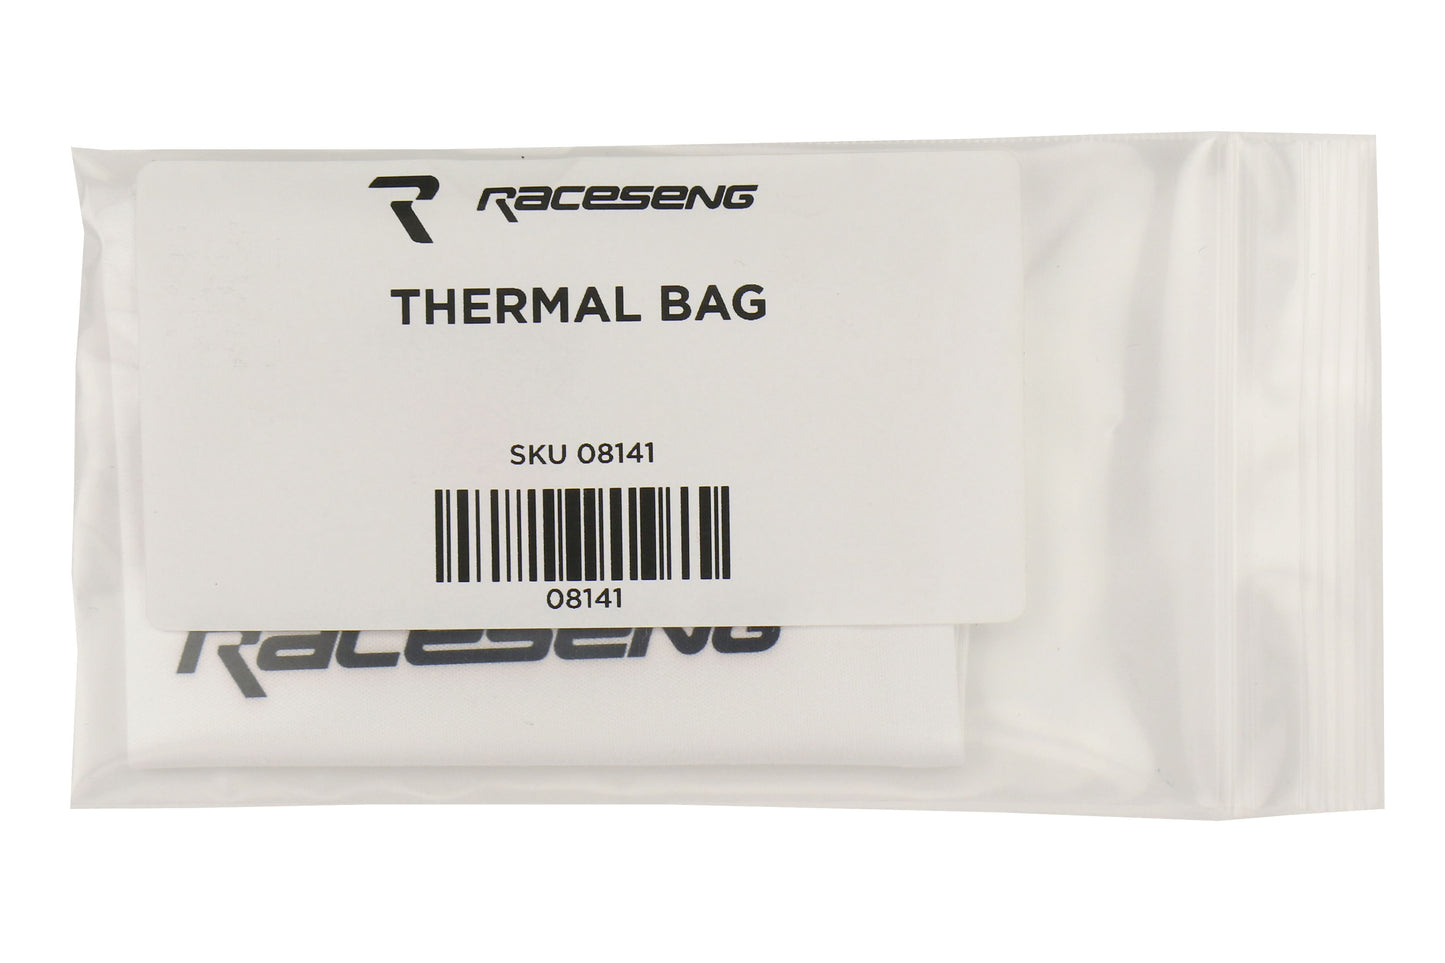 R RACESENG
THERMAL BAG
SKU 08141
08141
RACESENG